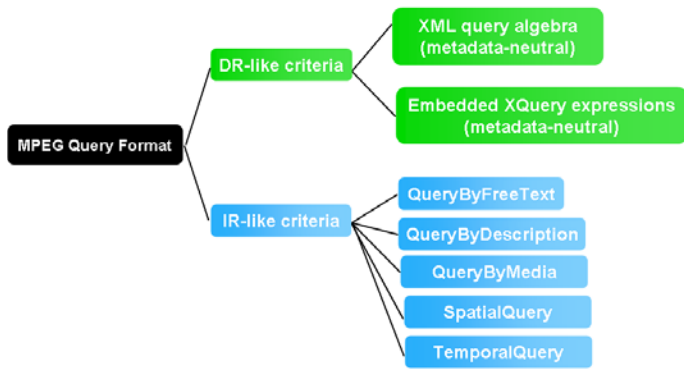 XML query algebra
(metadata-neutral)
DR-like criteria
Embedded XQuery expressions
(metadata-neutral)
MPEG Query Format
QueryByFreeText
IR-like criteria
QueryByDescription
QueryByMedia
SpatialQuery
TemporalQuery